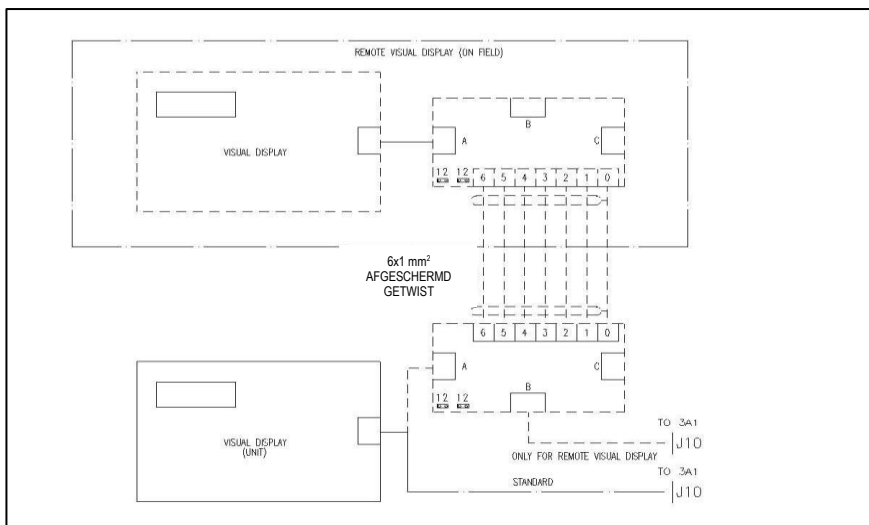 REMOTE VISUAL DISPLAY (ON FIELD)
B
VISUAL DISPLAY
A
C
12 12
6 5 4 3 2 1 0
6x1 mm²
AFGESCHERMD
GETWIST
6 5 4 3 2 1 0
A
C
B
12 12
TO 3A1
J10
VISUAL DISPLAY
(UNIT)
ONLY FOR REMOTE VISUAL DISPLAY
TO 3A1
STANDARD
J10